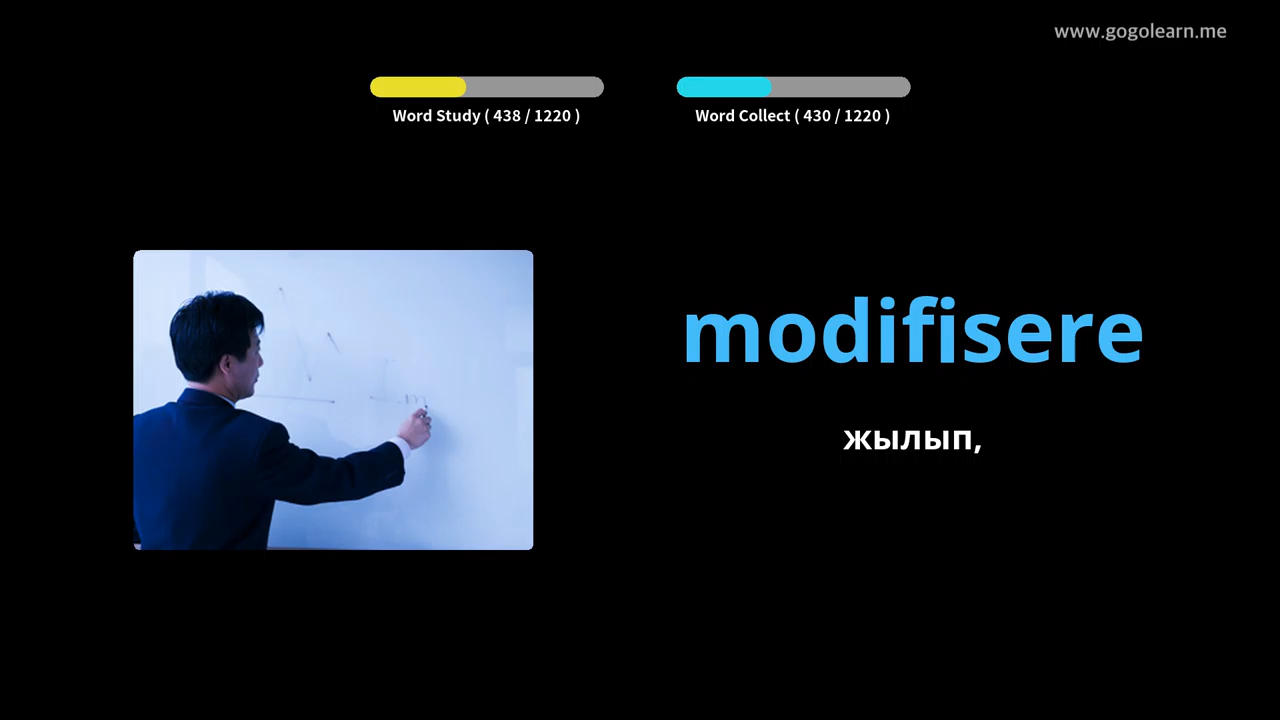 www.gogolearn.me
Word Study ( 438 / 1220 )
Word Collect ( 430 / 1220 )
modifisere
жылып,